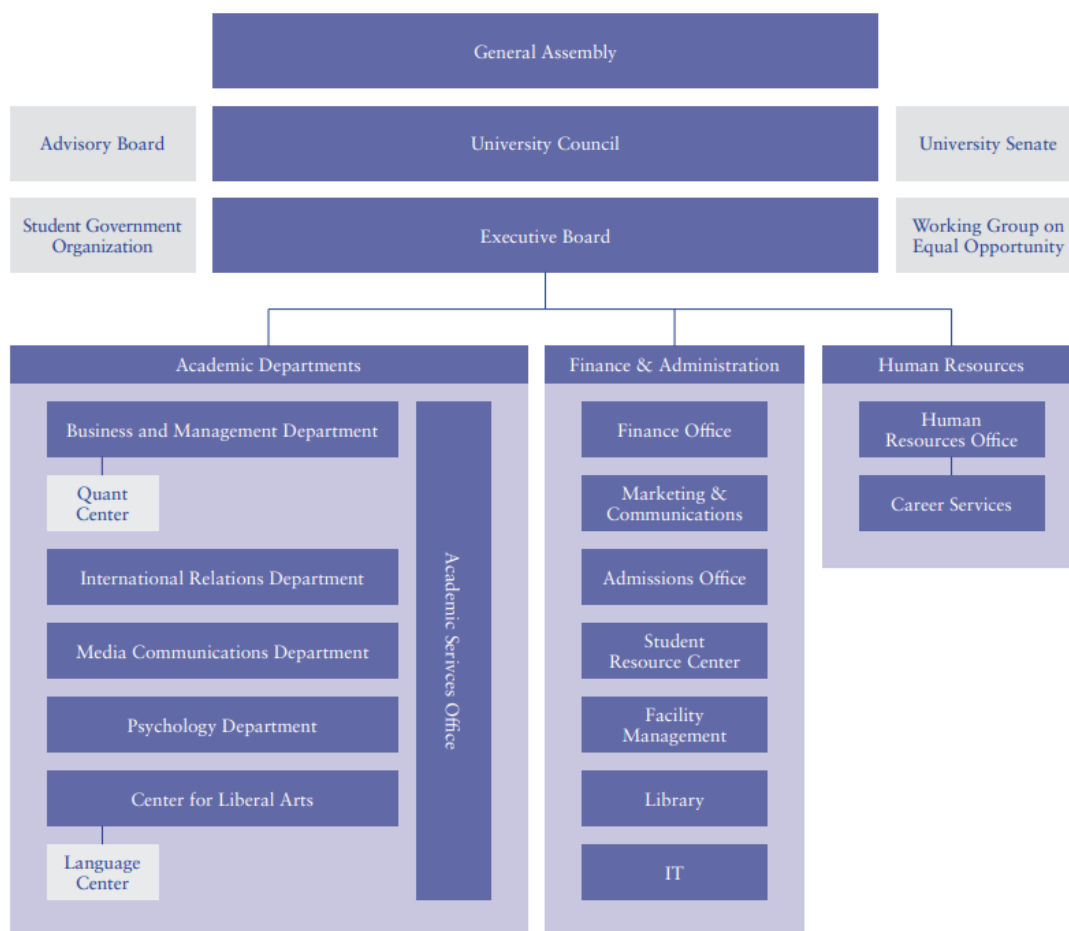 General Assembly
Advisory Board
University Council
University Senate
Student Government
Organization
Executive Board
Working Group on
Equal Opportunity
Academic Departments
Business and Management Department
Quant
Center
International Relations Department
Media Communications Department
Psychology Department
Center for Liberal Arts
Language
Center
Academic Serivces Office
Finance & Administration
Finance Office
Marketing &
Communications
Admissions Office
Student
Resource Center
Facility
Management
Library
IT
Human Resources
Human
Resources Office
Career Services